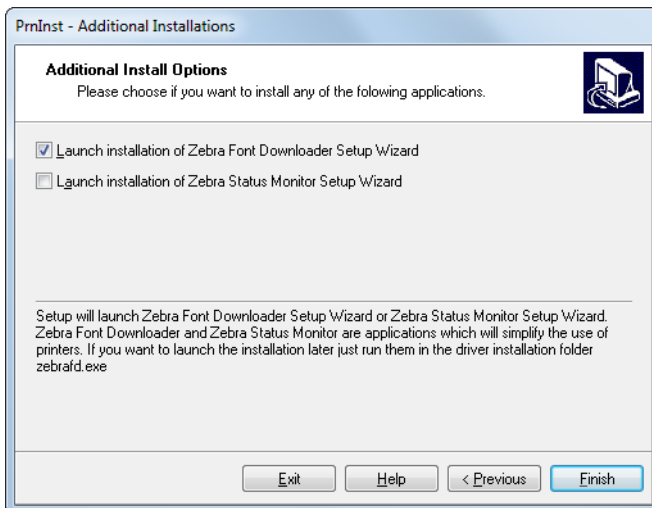 PrnInst - Additional Installations
Additional Install Options
Please choose if you want to install any of the folowing applications.
Launch installation of Zebra Font Downloader Setup Wizard
Launch installation of Zebra Status Monitor Setup Wizard
Setup will launch Zebra Font Downloader Setup Wizard or Zebra Status Monitor Setup Wizard.
Zebra Font Downloader and Zebra Status Monitor are applications which will simplify the use of
printers. If you want to launch the installation later just run them in the driver installation folder
zebrafd.exe
Exit Help < Previous Finish